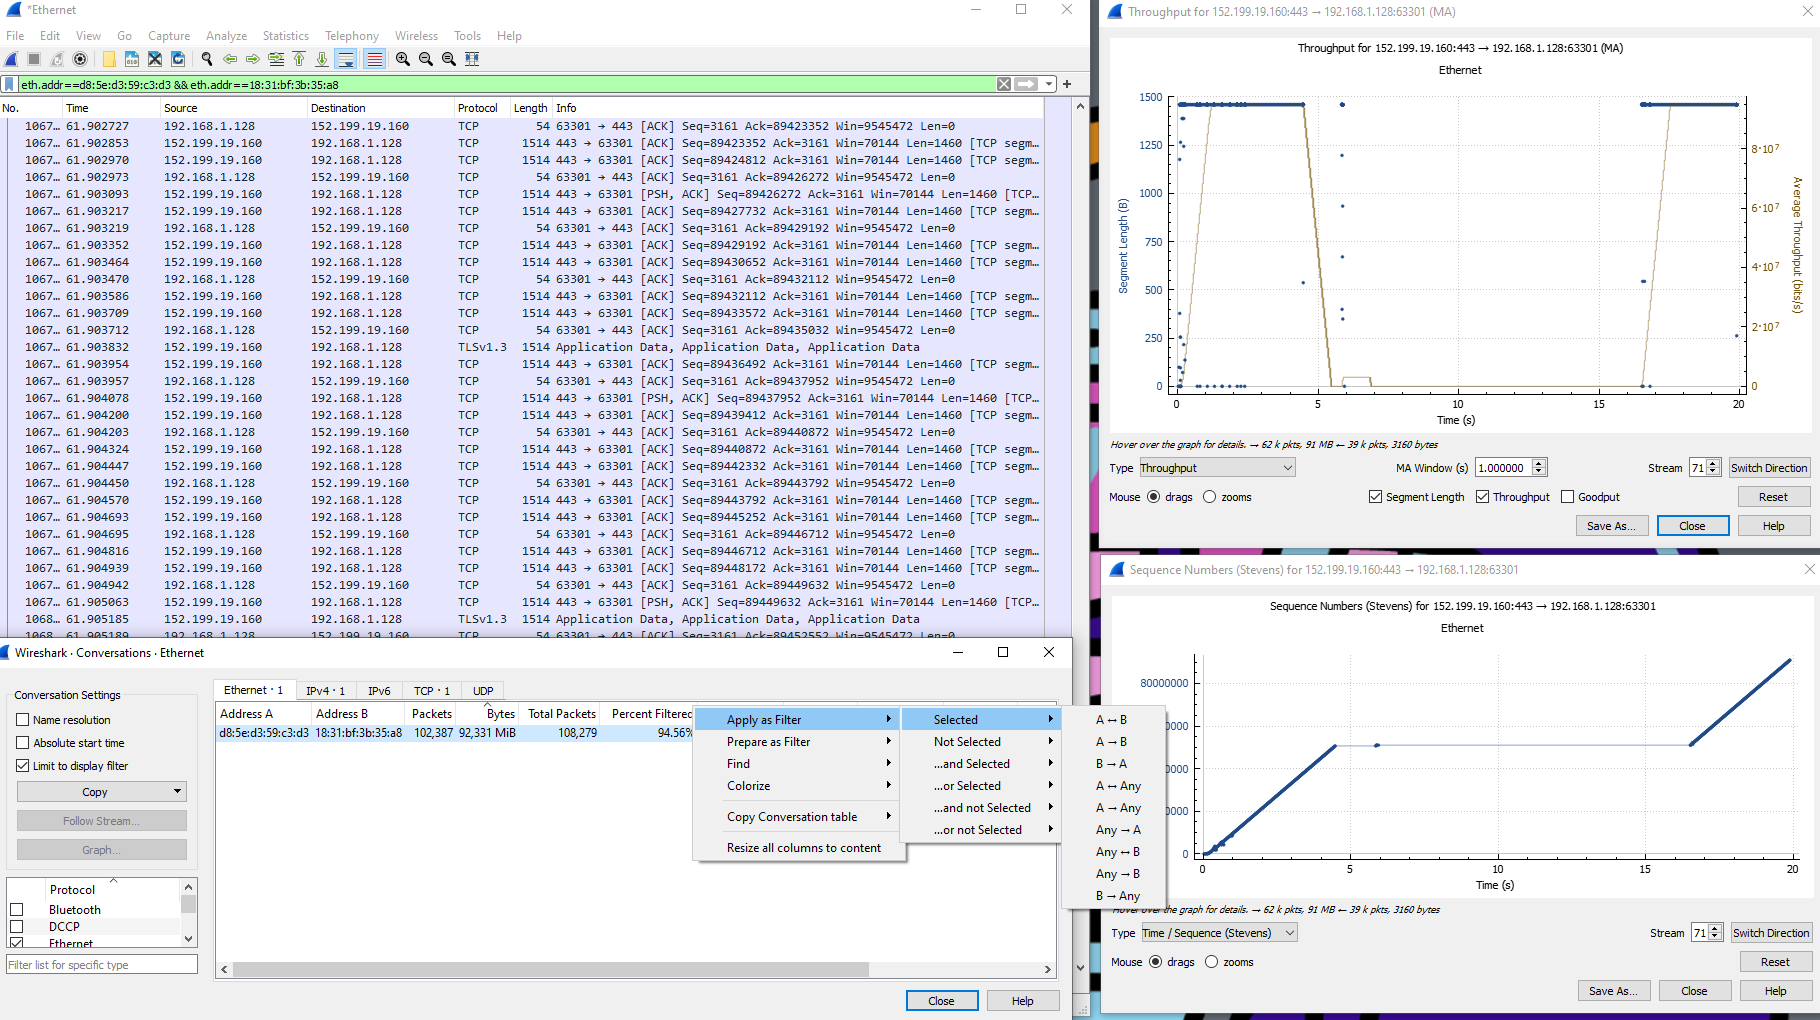 *Ethernet
File Edit View Go Capture Analyze Statistics Telephony Wireless Tools Help
eth.addr==d8:5e:d3:59:c3:d3 && eth.addr==18:31:bf:3b:35:a8
No. Time Source Destination Protocol Length Info
1067… 61.902727 192.168.1.128 152.199.19.160 TCP 54 63301 → 443 [ACK] Seq=3161 Ack=89423352 Win=9545472 Len=0
1067… 61.902853 152.199.19.160 192.168.1.128 TCP 1514 443 → 63301 [ACK] Seq=89423352 Ack=3161 Win=70144 Len=1460 [TCP segm…
1067… 61.902970 152.199.19.160 192.168.1.128 TCP 1514 443 → 63301 [ACK] Seq=89424812 Ack=3161 Win=70144 Len=1460 [TCP segm…
1067… 61.902973 192.168.1.128 152.199.19.160 TCP 54 63301 → 443 [ACK] Seq=3161 Ack=89426272 Win=9545472 Len=0
1067… 61.903093 152.199.19.160 192.168.1.128 TCP 1514 443 → 63301 [PSH, ACK] Seq=89426272 Ack=3161 Win=70144 Len=1460 [TCP…
1067… 61.903217 152.199.19.160 192.168.1.128 TCP 1514 443 → 63301 [ACK] Seq=89427732 Ack=3161 Win=70144 Len=1460 [TCP segm…
1067… 61.903219 192.168.1.128 152.199.19.160 TCP 54 63301 → 443 [ACK] Seq=3161 Ack=89429192 Win=9545472 Len=0
1067… 61.903352 152.199.19.160 192.168.1.128 TCP 1514 443 → 63301 [ACK] Seq=89429192 Ack=3161 Win=70144 Len=1460 [TCP segm…
1067… 61.903464 152.199.19.160 192.168.1.128 TCP 1514 443 → 63301 [ACK] Seq=89430652 Ack=3161 Win=70144 Len=1460 [TCP segm…
1067… 61.903470 192.168.1.128 152.199.19.160 TCP 54 63301 → 443 [ACK] Seq=3161 Ack=89432112 Win=9545472 Len=0
1067… 61.903586 152.199.19.160 192.168.1.128 TCP 1514 443 → 63301 [ACK] Seq=89432112 Ack=3161 Win=70144 Len=1460 [TCP segm…
1067… 61.903709 152.199.19.160 192.168.1.128 TCP 1514 443 → 63301 [ACK] Seq=89433572 Ack=3161 Win=70144 Len=1460 [TCP segm…
1067… 61.903712 192.168.1.128 152.199.19.160 TCP 54 63301 → 443 [ACK] Seq=3161 Ack=89435032 Win=9545472 Len=0
1067… 61.903832 152.199.19.160 192.168.1.128 TLSv1.3 1514 Application Data, Application Data, Application Data
1067… 61.903954 152.199.19.160 192.168.1.128 TCP 1514 443 → 63301 [ACK] Seq=89436492 Ack=3161 Win=70144 Len=1460 [TCP segm…
1067… 61.903957 192.168.1.128 152.199.19.160 TCP 54 63301 → 443 [ACK] Seq=3161 Ack=89437952 Win=9545472 Len=0
1067… 61.904078 152.199.19.160 192.168.1.128 TCP 1514 443 → 63301 [PSH, ACK] Seq=89437952 Ack=3161 Win=70144 Len=1460 [TCP…
1067… 61.904200 152.199.19.160 192.168.1.128 TCP 1514 443 → 63301 [ACK] Seq=89439412 Ack=3161 Win=70144 Len=1460 [TCP segm…
1067… 61.904203 192.168.1.128 152.199.19.160 TCP 54 63301 → 443 [ACK] Seq=3161 Ack=89440872 Win=9545472 Len=0
1067… 61.904324 152.199.19.160 192.168.1.128 TCP 1514 443 → 63301 [ACK] Seq=89440872 Ack=3161 Win=70144 Len=1460 [TCP segm…
1067… 61.904447 152.199.19.160 192.168.1.128 TCP 1514 443 → 63301 [ACK] Seq=89442332 Ack=3161 Win=70144 Len=1460 [TCP segm…
1067… 61.904450 192.168.1.128 152.199.19.160 TCP 54 63301 → 443 [ACK] Seq=3161 Ack=89443792 Win=9545472 Len=0
1067… 61.904570 152.199.19.160 192.168.1.128 TCP 1514 443 → 63301 [ACK] Seq=89443792 Ack=3161 Win=70144 Len=1460 [TCP segm…
1067… 61.904693 152.199.19.160 192.168.1.128 TCP 1514 443 → 63301 [ACK] Seq=89445252 Ack=3161 Win=70144 Len=1460 [TCP segm…
1067… 61.904695 192.168.1.128 152.199.19.160 TCP 54 63301 → 443 [ACK] Seq=3161 Ack=89446712 Win=9545472 Len=0
1067… 61.904816 152.199.19.160 192.168.1.128 TCP 1514 443 → 63301 [ACK] Seq=89446712 Ack=3161 Win=70144 Len=1460 [TCP segm…
1067… 61.904939 152.199.19.160 192.168.1.128 TCP 1514 443 → 63301 [ACK] Seq=89448172 Ack=3161 Win=70144 Len=1460 [TCP segm…
1067… 61.904942 192.168.1.128 152.199.19.160 TCP 54 63301 → 443 [ACK] Seq=3161 Ack=89449632 Win=9545472 Len=0
1067… 61.905063 152.199.19.160 192.168.1.128 TCP 1514 443 → 63301 [PSH, ACK] Seq=89449632 Ack=3161 Win=70144 Len=1460 [TCP…
1068… 61.905185 152.199.19.160 192.168.1.128 TLSv1.3 1514 Application Data, Application Data, Application Data
1068… 61.905189 192.168.1.128 152.199.19.160 TCP 54 63301 → 443 [ACK] Seq=3161 Ack=89452552 Win=9545472 Len=0
Wireshark · Conversations · Ethernet
Conversation Settings
Name resolution
Absolute start time
Limit to display filter
Copy
Follow Stream...
Graph...
Protocol
Bluetooth
DCCP
Ethernet
Filter list for specific type
Ethernet · 1 IPv4 · 1 IPv6 TCP · 1 UDP
Address A Address B Packets Bytes Total Packets Percent Filtered
d8:5e:d3:59:c3:d3 18:31:bf:3b:35:a8 102,387 92,331 MiB 108,279 94.56%
Apply as Filter
Prepare as Filter
Find
Colorize
Copy Conversation table
Resize all columns to content
Selected
Not Selected
...and Selected
...or Selected
...and not Selected
...or not Selected
A ↔ B
A → B
B → A
A ↔ Any
A → Any
Any → A
Any ↔ B
Any → B
B → Any
Close Help
Throughput for 152.199.19.160:443 → 192.168.1.128:63301 (MA)
Throughput for 152.199.19.160:443 → 192.168.1.128:63301 (MA)
Ethernet
Segment Length (B)
1500
1250
1000
750
500
250
0
8·10⁷
6·10⁷
4·10⁷
2·10⁷
0
Average Throughput (bits/s)
0 5 10 15 20
Time (s)
Hover over the graph for details. → 62 k pkts, 91 MB ← 39 k pkts, 3160 bytes
Type Throughput MA Window (s) 1.000000 Stream 71 Switch Direction
Mouse drags zooms Segment Length Throughput Goodput Reset
Save As... Close Help
Sequence Numbers (Stevens) for 152.199.19.160:443 → 192.168.1.128:63301
Sequence Numbers (Stevens) for 152.199.19.160:443 → 192.168.1.128:63301
Ethernet
80000000
0
0 5 10 15 20
Time (s)
Hover over the graph for details. → 62 k pkts, 91 MB ← 39 k pkts, 3160 bytes
Type Time / Sequence (Stevens) Stream 71 Switch Direction
Mouse drags zooms Reset
Save As... Close Help